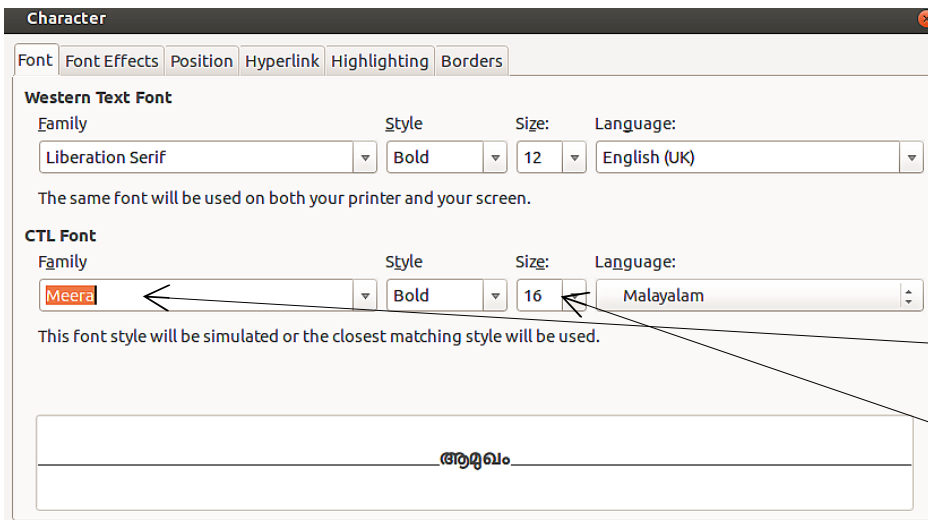 Character
Font Font Effects Position Hyperlink Highlighting Borders
Western Text Font
Family Style Size: Language:
Liberation Serif Bold 12 English (UK)
The same font will be used on both your printer and your screen.
CTL Font
Family Style Size: Language:
Meera Bold 16 Malayalam
This font style will be simulated or the closest matching style will be used.
ആമുഖം